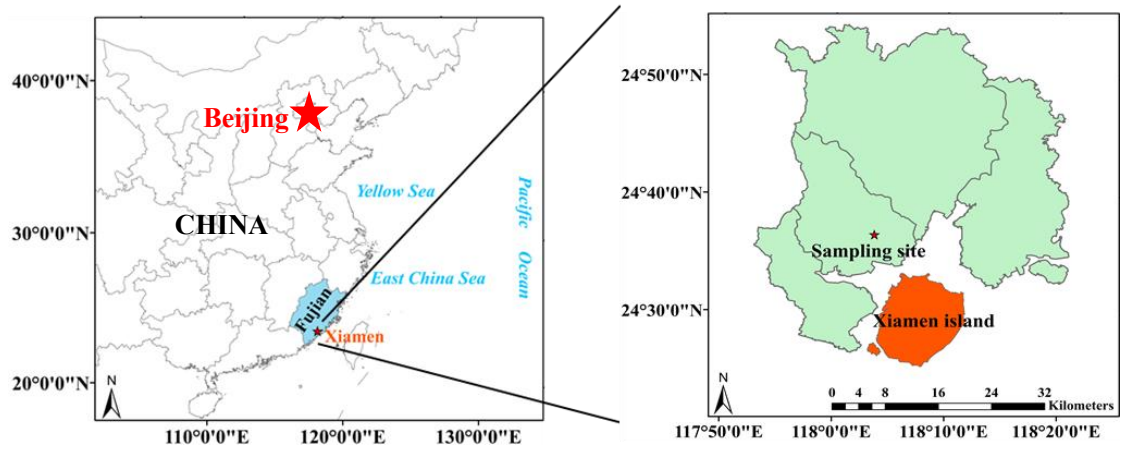 40°0'0"N
Beijing
Yellow Sea
Pacific Ocean
CHINA
30°0'0"N
East China Sea
Fujian
Xiamen
20°0'0"N
N
110°0'0"E 120°0'0"E 130°0'0"E
24°50'0"N
24°40'0"N
Sampling site
24°30'0"N
Xiamen island
N
0 4 8 16 24 32
Kilometers
117°50'0"E 118°0'0"E 118°10'0"E 118°20'0"E